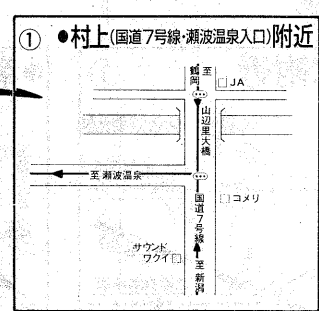 ① ●村上(国道7号線・瀬波温泉入口)附近
至鶴岡
JA
山辺里大橋
至 瀬波温泉
国道7号線
コメリ
サウンド
ワクイ
至新潟